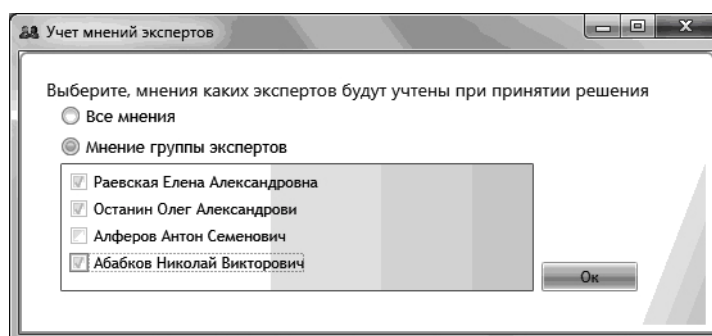 Учет мнений экспертов
Выберите, мнения каких экспертов будут учтены при принятии решения
Все мнения
Мнение группы экспертов
Раевская Елена Александровна
Останин Олег Александрови
Алферов Антон Семенович
Абабков Николай Викторович
Ок